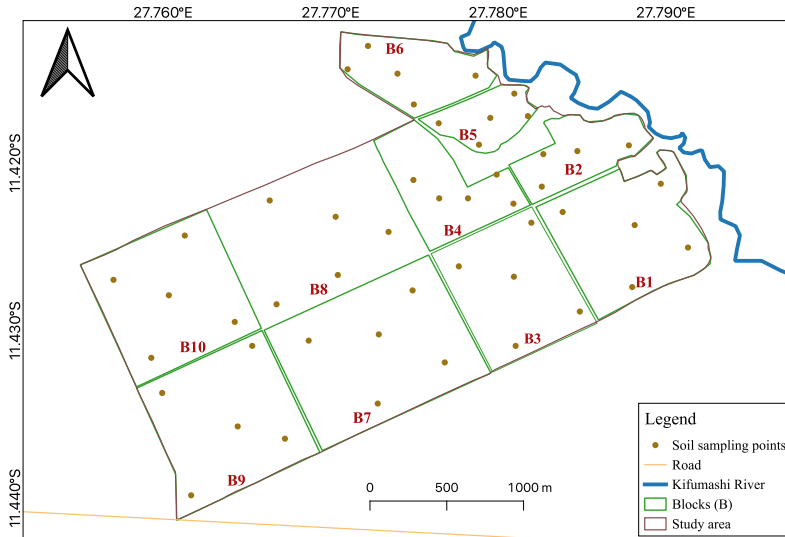 27.760°E 27.770°E 27.780°E 27.790°E
B6
B5
11.420°S
B2
B4
B1
B8
11.430°S
B3
B10
B7
Legend
Soil sampling points
Road
B9
Kifumashi River
11.440°S
0 500 1000 m
Blocks (B)
Study area